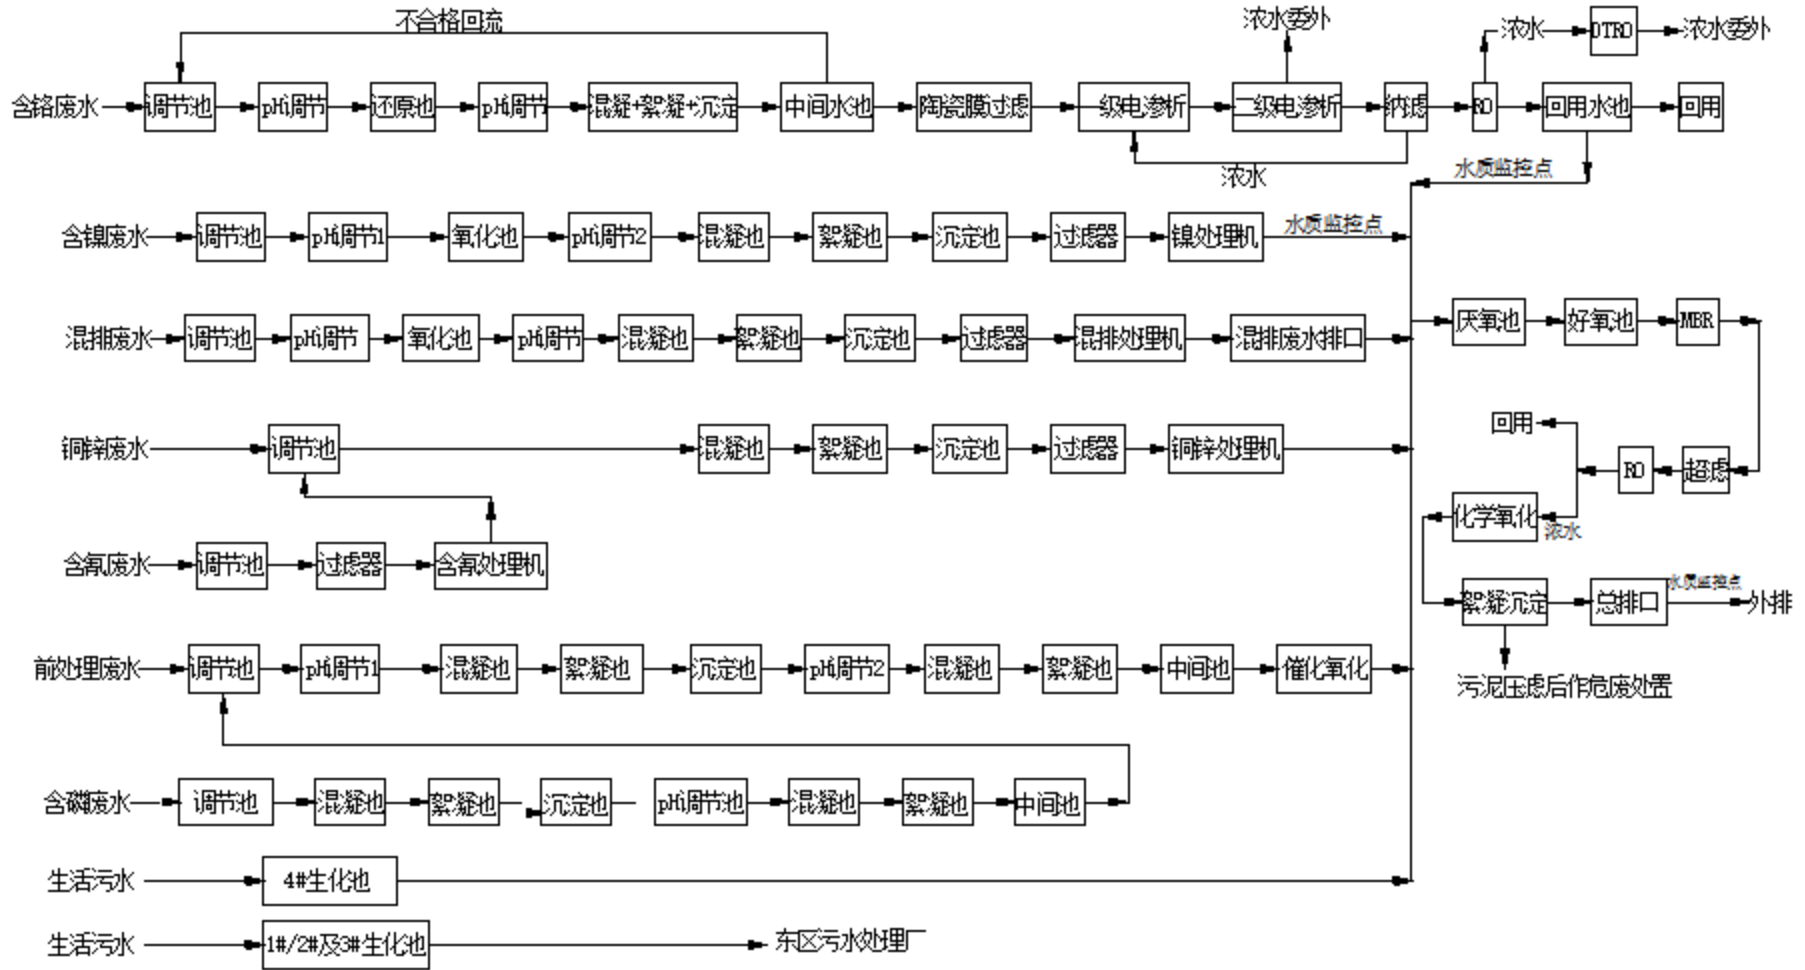 不合格回流
浓水委外
浓水
DTRO
浓水委外
含铬废水
调节池
pH调节
还原池
pH调节
混凝+絮凝+沉淀
中间水池
陶瓷膜过滤
一级电渗析
二级电渗析
纳滤
RO
回用水池
回用
浓水
水质监控点
含镍废水
调节池
pH调节1
氧化池
pH调节2
混凝池
絮凝池
沉淀池
过滤器
镍处理机
水质监控点
混排废水
调节池
pH调节
氧化池
pH调节
混凝池
絮凝池
沉淀池
过滤器
混排处理机
混排废水排口
厌氧池
好氧池
MBR
铜锌废水
调节池
混凝池
絮凝池
沉淀池
过滤器
铜锌处理机
回用
RO
超滤
化学氧化
浓水
含氰废水
调节池
过滤器
含氰处理机
絮凝沉淀
总排口
水质监控点
外排
前处理废水
调节池
pH调节1
混凝池
絮凝池
沉淀池
pH调节2
混凝池
絮凝池
中间池
催化氧化
污泥压滤后作危废处置
含磷废水
调节池
混凝池
絮凝池
沉淀池
pH调节池
混凝池
絮凝池
中间池
生活污水
4#生化池
生活污水
1#/2#及3#生化池
东区污水处理厂